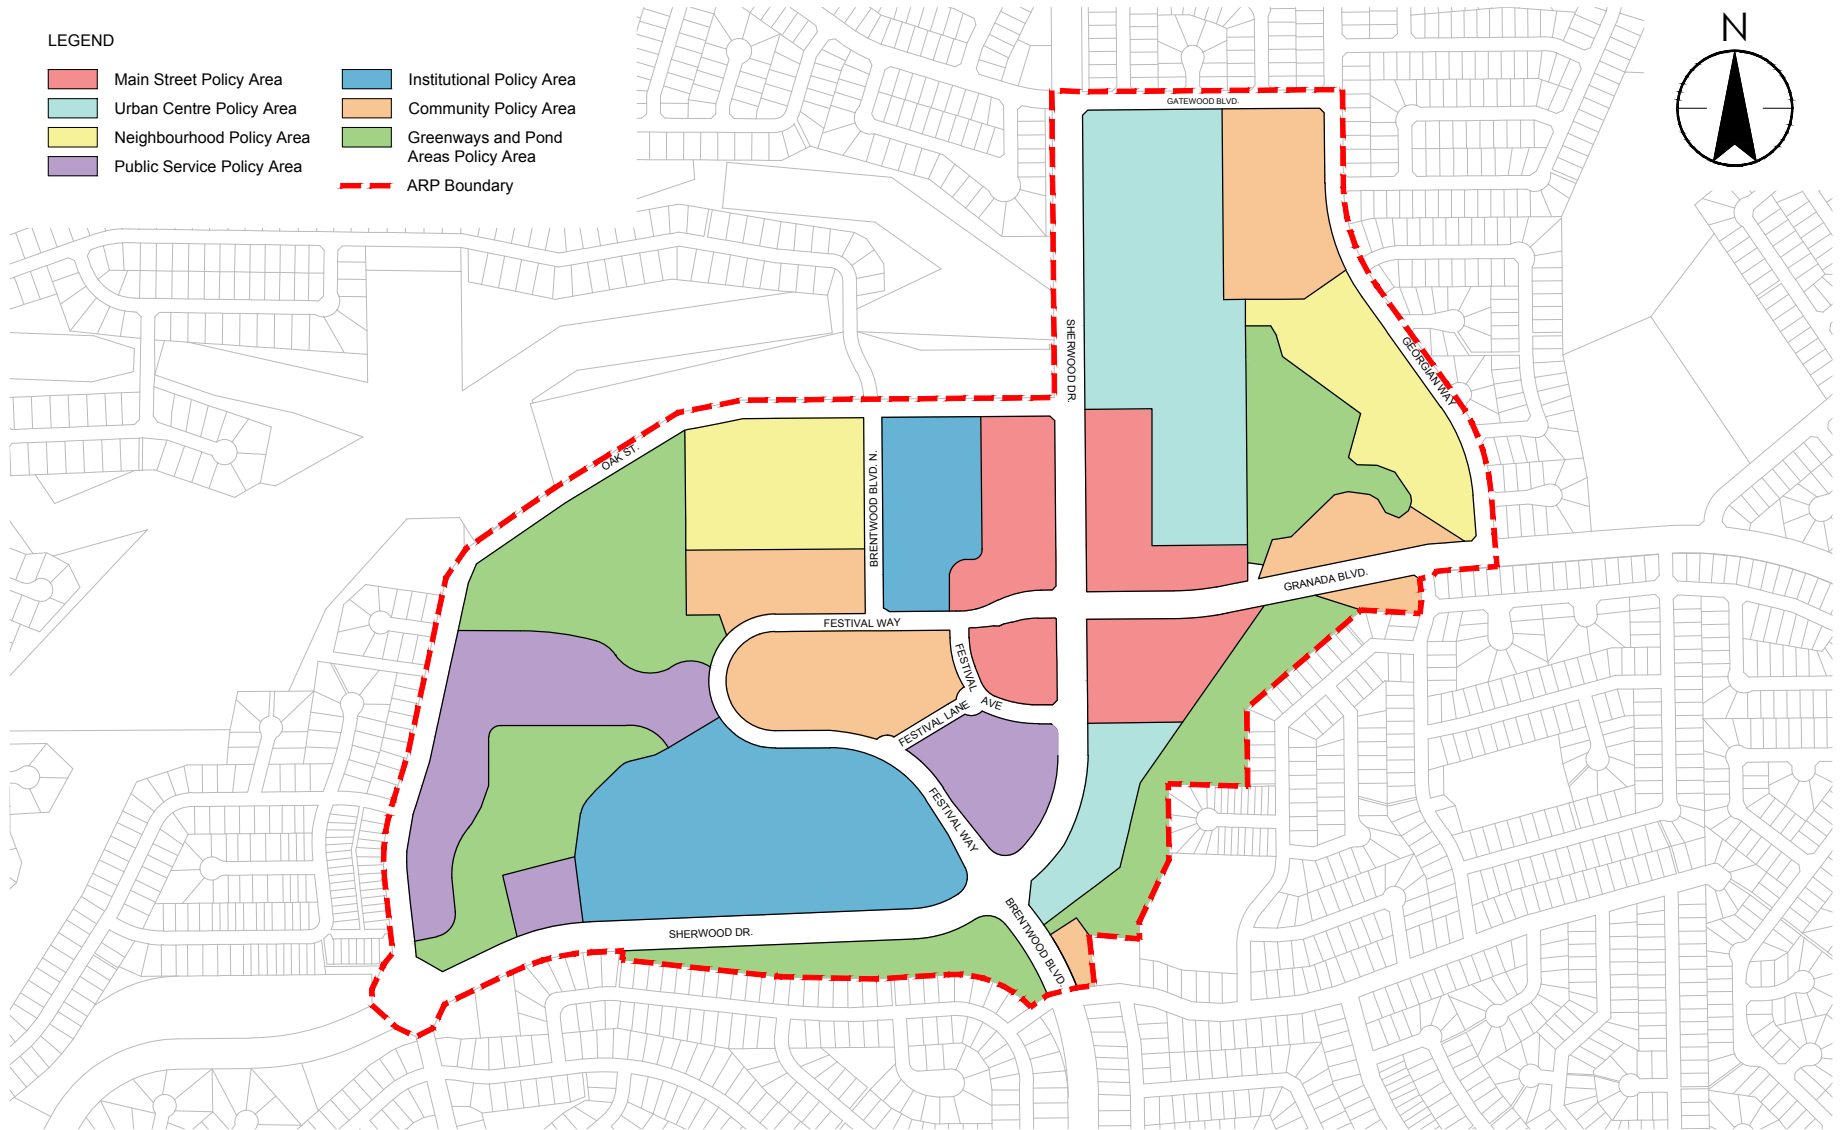 LEGEND
Main Street Policy Area
Urban Centre Policy Area
Neighbourhood Policy Area
Public Service Policy Area
Institutional Policy Area
Community Policy Area
Greenways and Pond
Areas Policy Area
ARP Boundary
N
GATEWOOD BLVD.
SHERWOOD DR.
GEORGIAN WAY
OAK ST.
BRENTWOOD BLVD. N.
GRANADA BLVD.
FESTIVAL WAY
FESTIVAL
AVE
FESTIVAL LANE
FESTIVAL WAY
SHERWOOD DR.
BRENTWOOD BLVD.